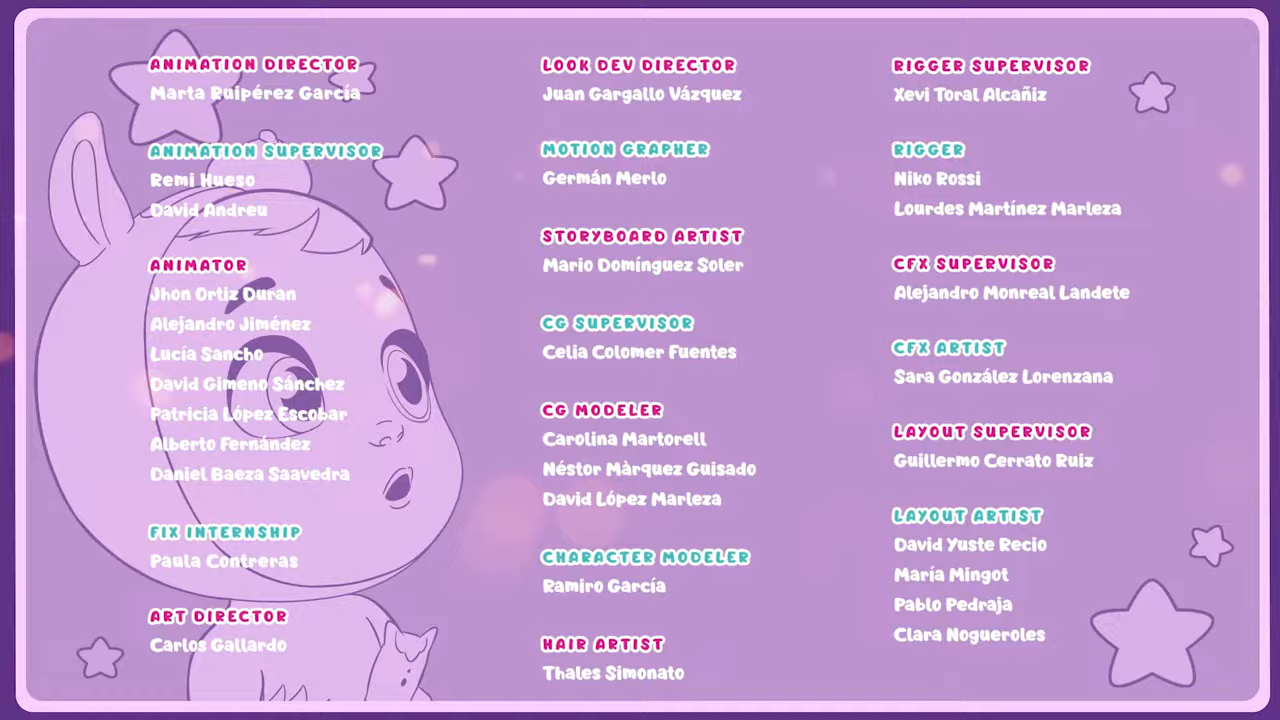 ANIMATION DIRECTOR
Marta Ruipérez García
ANIMATION SUPERVISOR
Remi Hueso
David Andreu
ANIMATOR
Jhon Ortiz Duran
Alejandro Jiménez
Lucía Sancho
David Gimeno Sánchez
Patricia López Escobar
Alberto Fernández
Daniel Baeza Saavedra
FIX INTERNSHIP
Paula Contreras
ART DIRECTOR
Carlos Gallardo
LOOK DEV DIRECTOR
Juan Gargallo Vázquez
MOTION GRAPHER
Germán Merlo
STORYBOARD ARTIST
Mario Domínguez Soler
CG SUPERVISOR
Celia Colomer Fuentes
CG MODELER
Carolina Martorell
Néstor Màrquez Guisado
David López Marleza
CHARACTER MODELER
Ramiro García
HAIR ARTIST
Thales Simonato
RIGGER SUPERVISOR
Xevi Toral Alcañiz
RIGGER
Niko Rossi
Lourdes Martínez Marleza
CFX SUPERVISOR
Alejandro Monreal Landete
CFX ARTIST
Sara González Lorenzana
LAYOUT SUPERVISOR
Guillermo Cerrato Ruiz
LAYOUT ARTIST
David Yuste Recio
María Mingot
Pablo Pedraja
Clara Nogueroles